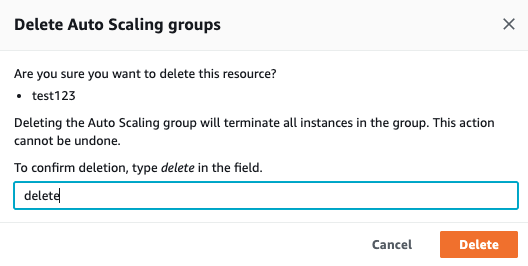 Delete Auto Scaling groups
Are you sure you want to delete this resource?
• test123
Deleting the Auto Scaling group will terminate all instances in the group. This action
cannot be undone.
To confirm deletion, type delete in the field.
delete
Cancel Delete